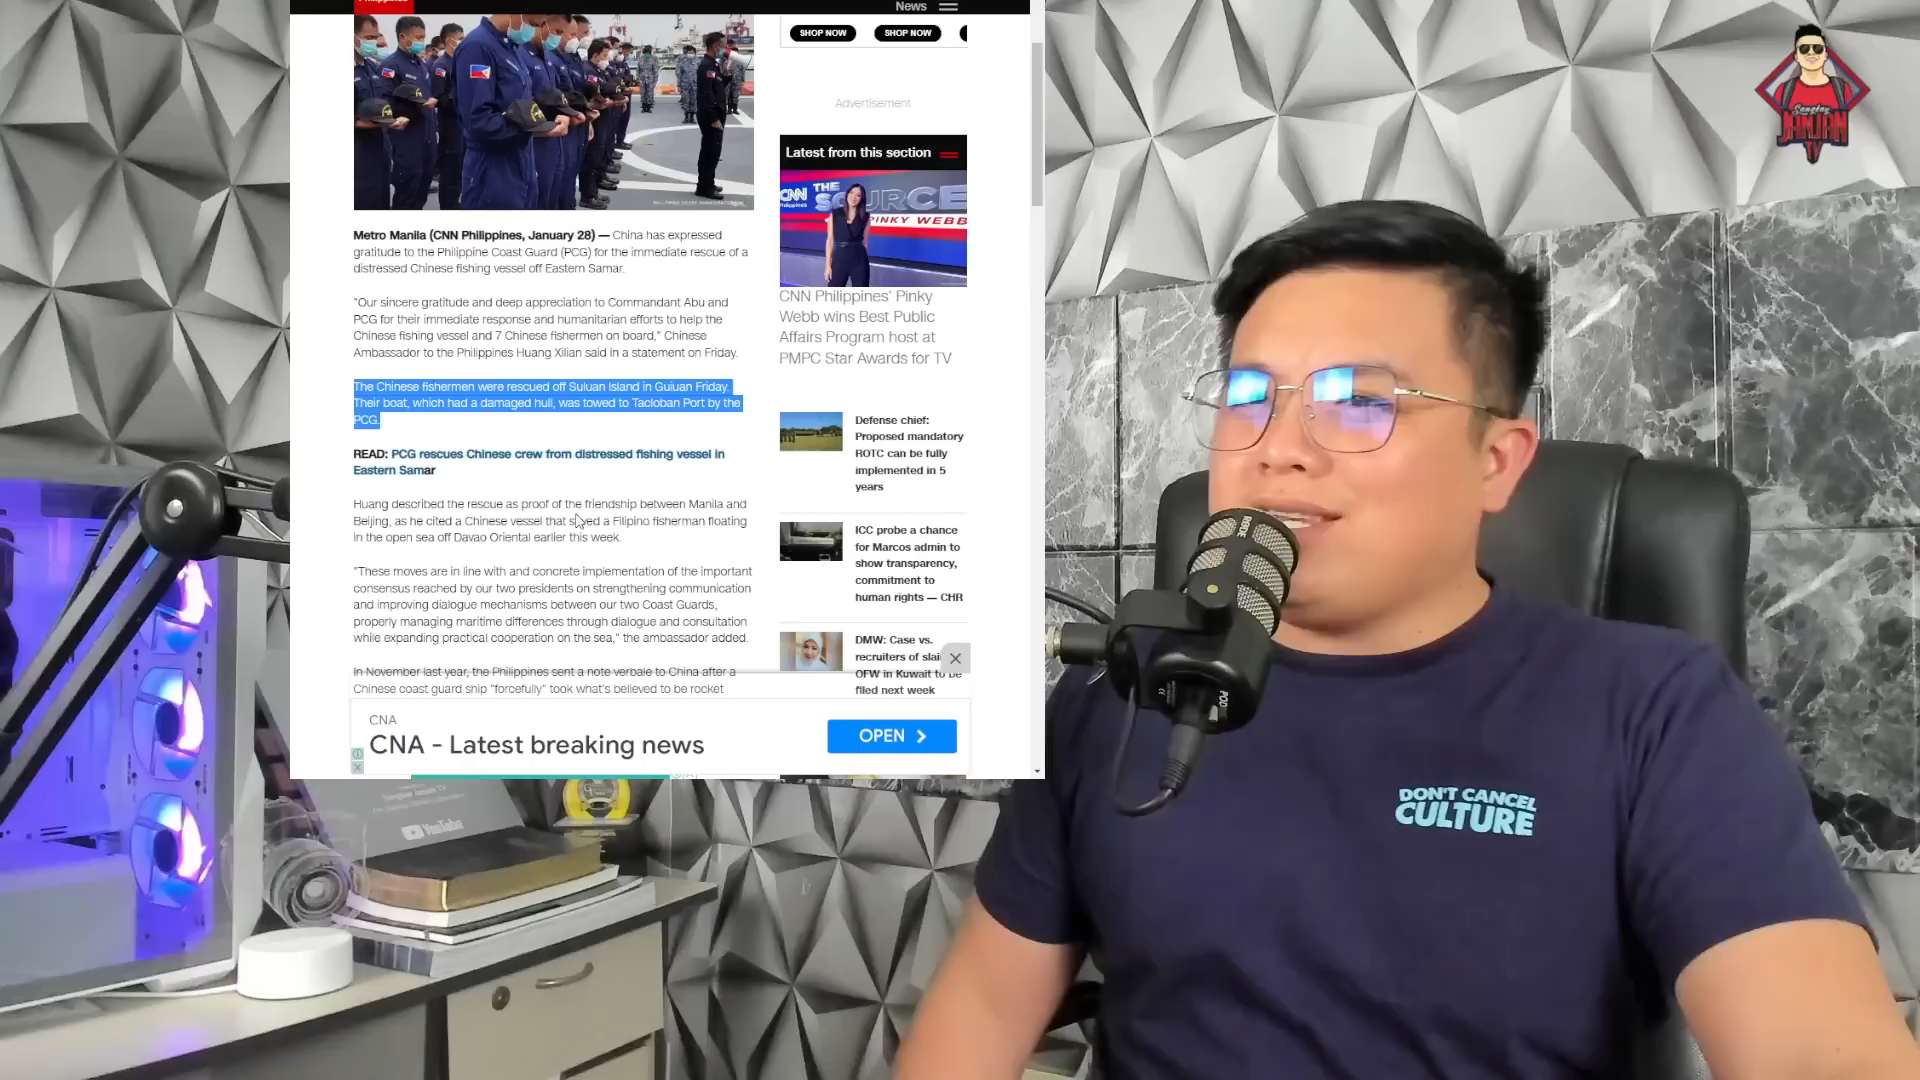 Philippines
News
SHOP NOW
SHOP NOW
Advertisement
Latest from this section
CNN
Philippines
THE
SOURCE
PINKY WEBB
CNN Philippines' Pinky
Webb wins Best Public
Affairs Program host at
PMPC Star Awards for TV
Metro Manila (CNN Philippines, January 28) — China has expressed
gratitude to the Philippine Coast Guard (PCG) for the immediate rescue of a
distressed Chinese fishing vessel off Eastern Samar.
"Our sincere gratitude and deep appreciation to Commandant Abu and
PCG for their immediate response and humanitarian efforts to help the
Chinese fishing vessel and 7 Chinese fishermen on board," Chinese
Ambassador to the Philippines Huang Xilian said in a statement on Friday.
The Chinese fishermen were rescued off Suluan Island in Guiuan Friday.
Their boat, which had a damaged hull, was towed to Tacloban Port by the
PCG.
READ: PCG rescues Chinese crew from distressed fishing vessel in
Eastern Samar
Huang described the rescue as proof of the friendship between Manila and
Beijing, as he cited a Chinese vessel that saved a Filipino fisherman floating
in the open sea off Davao Oriental earlier this week.
"These moves are in line with and concrete implementation of the important
consensus reached by our two presidents on strengthening communication
and improving dialogue mechanisms between our two Coast Guards,
properly managing maritime differences through dialogue and consultation
while expanding practical cooperation on the sea," the ambassador added.
In November last year, the Philippines sent a note verbale to China after a
Chinese coast guard ship "forcefully" took what's believed to be rocket
Defense chief:
Proposed mandatory
ROTC can be fully
implemented in 5
years
ICC probe a chance
for Marcos admin to
show transparency,
commitment to
human rights — CHR
DMW: Case vs.
recruiters of slain
OFW in Kuwait to be
filed next week
CNA
CNA - Latest breaking news
OPEN
YouTube
Sangkay
JANJAN
TV
RØDE
POD
DON'T CANCEL
CULTURE